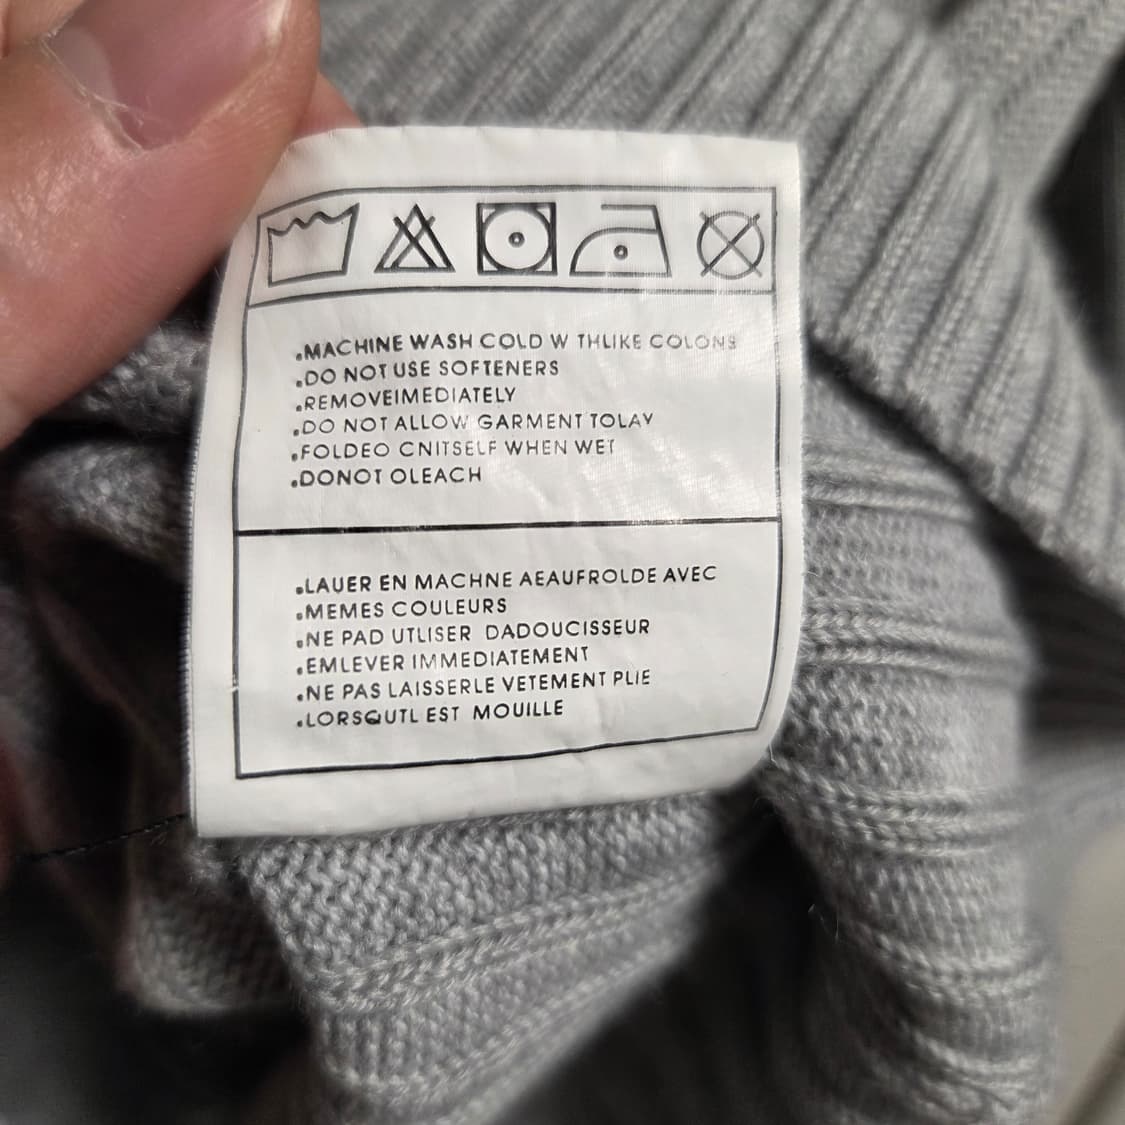 .MACHINE WASH COLD W THLIKE COLONS
.DO NOT USE SOFTENERS
.REMOVEIMEDIATELY
.DO NOT ALLOW GARMENT TOLAY
.FOLDEO CNITSELF WHEN WET
.DONOT OLEACH
.LAUER EN MACHNE AEAUFROLDE AVEC
.MEMES COULEURS
.NE PAD UTLISER DADOUCISSEUR
.EMLEVER IMMEDIATEMENT
.NE PAS LAISSERLE VETEMENT PLIE
.LORSQUTL EST MOUILLE